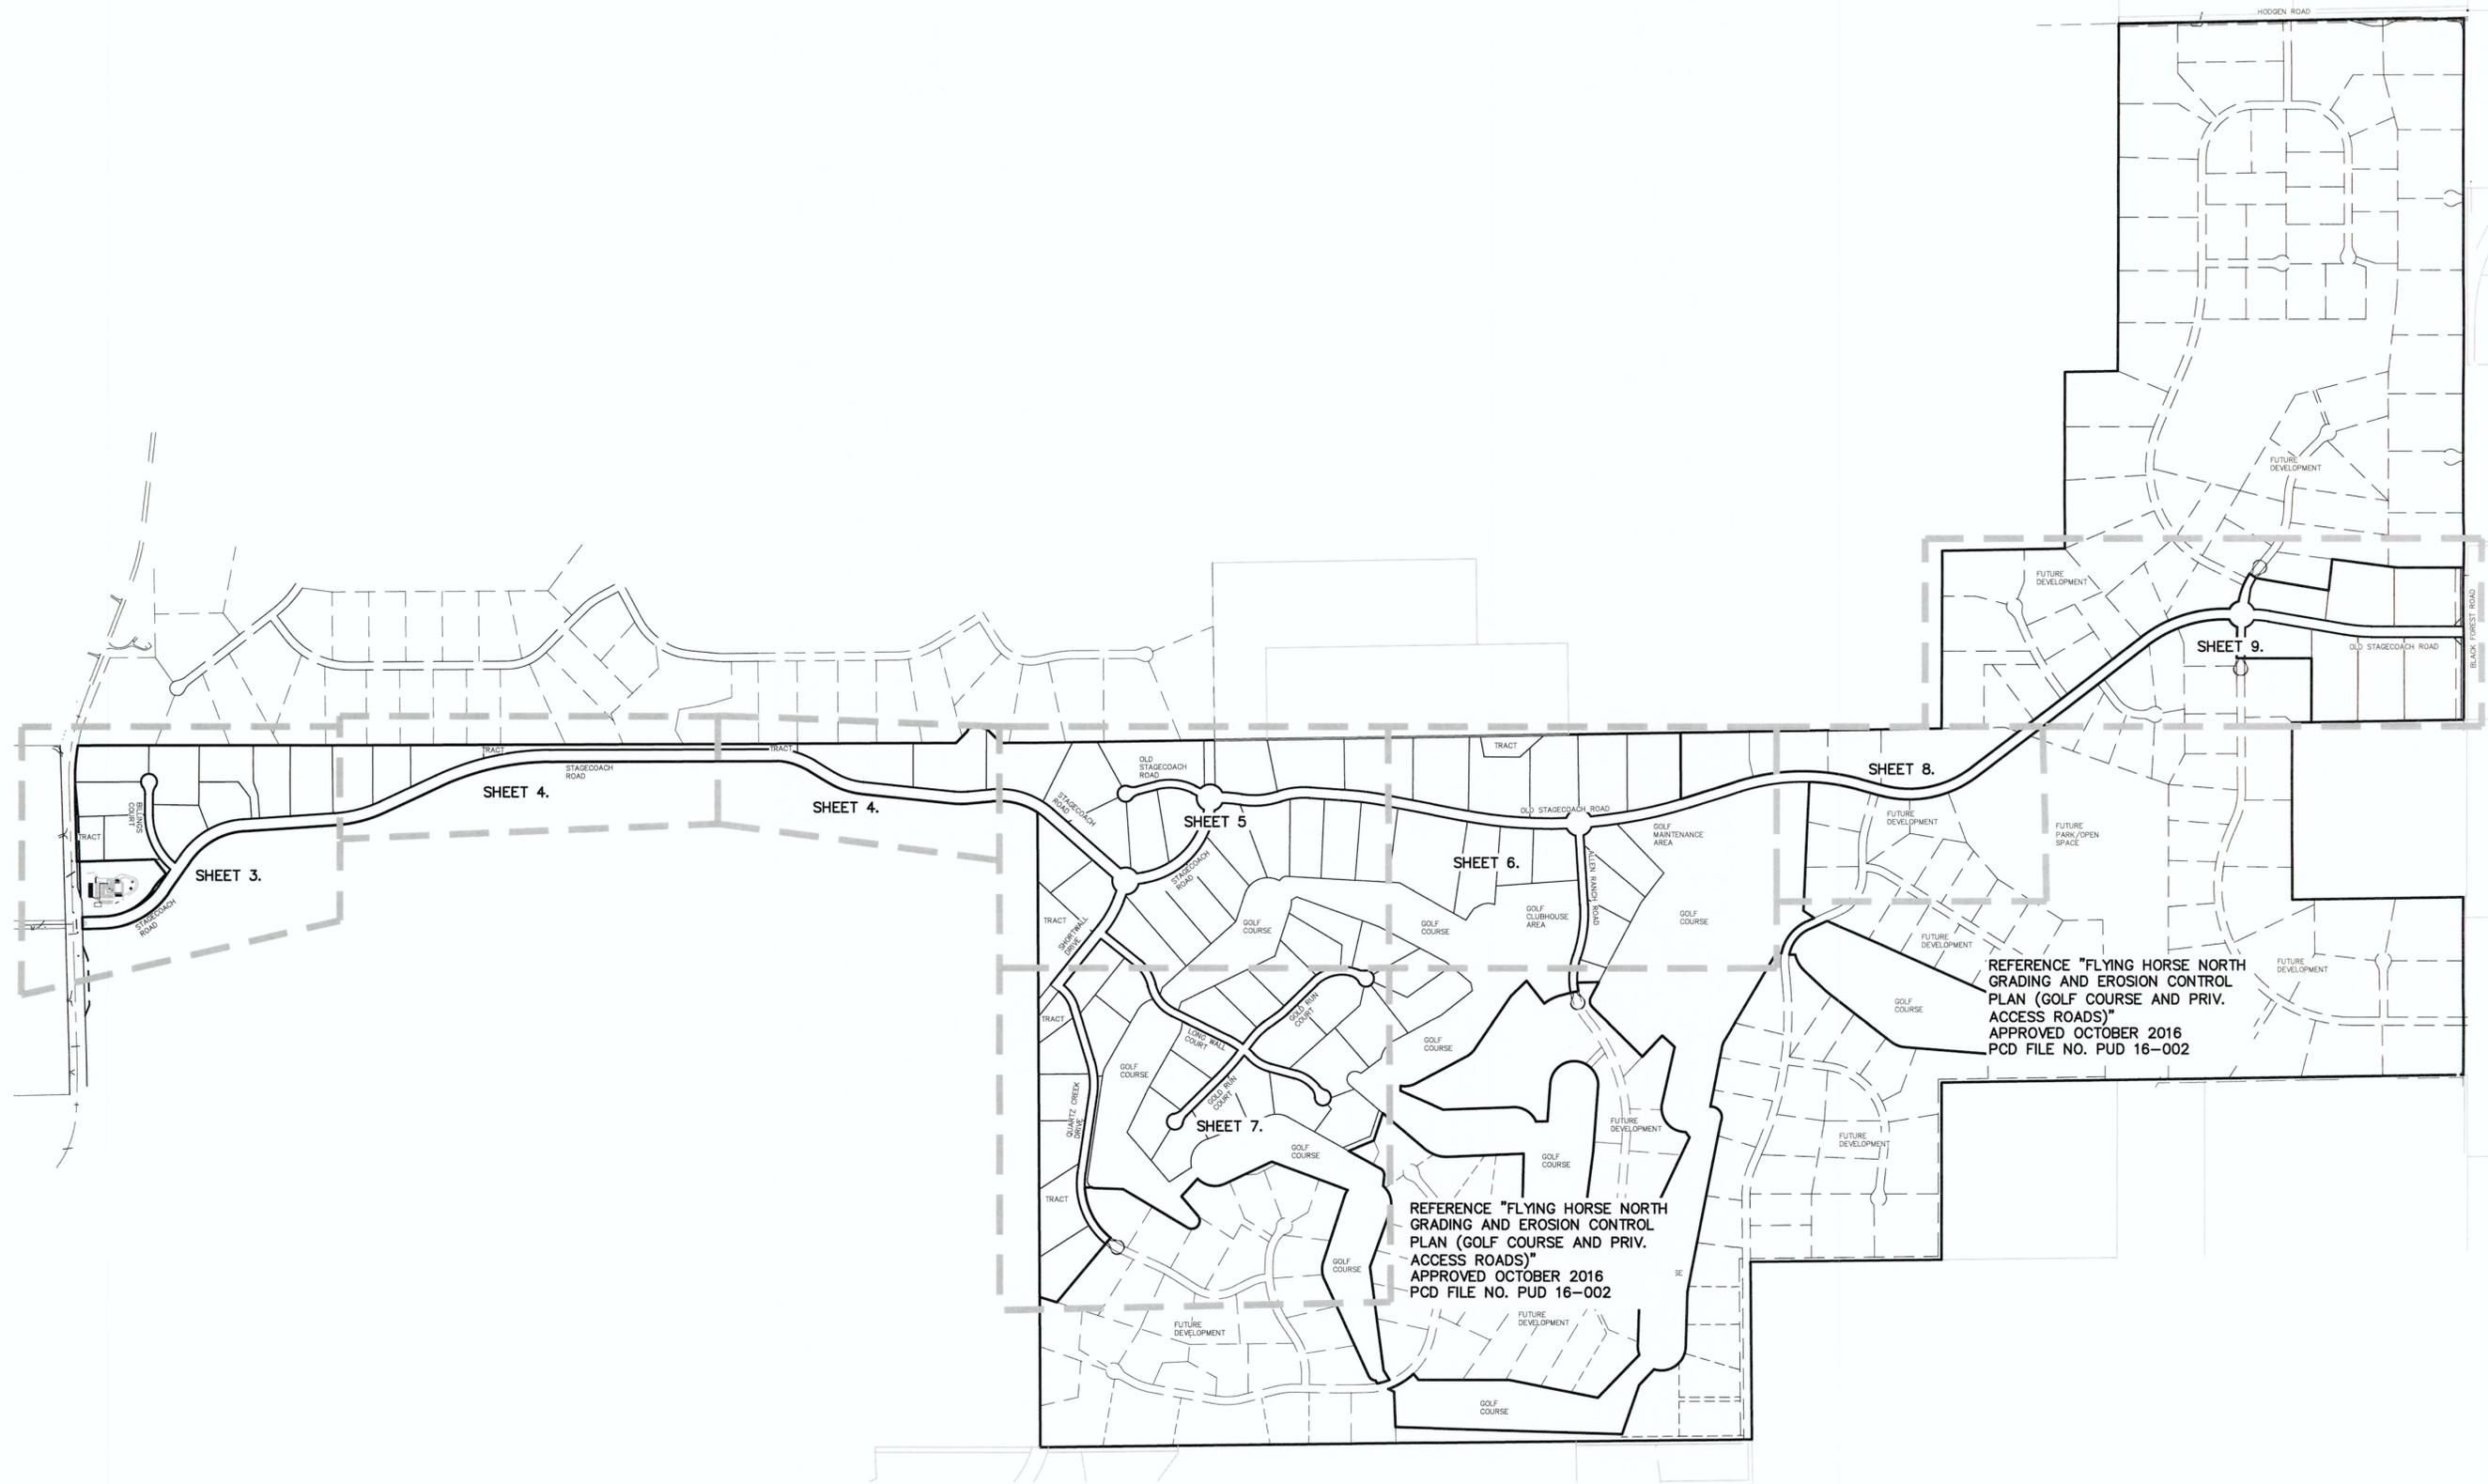 HODGEN ROAD
FUTURE
DEVELOPMENT
FUTURE
DEVELOPMENT
BLACK FOREST ROAD
SHEET 9.
OLD STAGECOACH ROAD
TRACT
TRACT
STAGECOACH
ROAD
SHEET 4.
SHEET 4.
BILLINGS
COURT
TRACT
SHEET 3.
STAGECOACH
ROAD
OLD
STAGECOACH
ROAD
STAGECOACH
ROAD
SHEET 5
STAGECOACH
ROAD
TRACT
OLD STAGECOACH ROAD
SHEET 6.
GOLF
MAINTENANCE
AREA
ALLEN RANCH ROAD
SHEET 8.
FUTURE
DEVELOPMENT
FUTURE
PARK/OPEN
SPACE
TRACT
SHORTWALL
DRIVE
GOLF
COURSE
GOLF
COURSE
GOLF
CLUBHOUSE
AREA
GOLF
COURSE
FUTURE
DEVELOPMENT
FUTURE
DEVELOPMENT
REFERENCE "FLYING HORSE NORTH
GRADING AND EROSION CONTROL
PLAN (GOLF COURSE AND PRIV.
ACCESS ROADS)"
APPROVED OCTOBER 2016
PCD FILE NO. PUD 16-002
GOLF
COURSE
TRACT
GOLD RUN
COURT
LONG WALL
COURT
GOLF
COURSE
GOLF
COURSE
GOLD RUN
COURT
QUARTZ CREEK
DRIVE
SHEET 7.
GOLF
COURSE
GOLF
COURSE
FUTURE
DEVELOPMENT
FUTURE
DEVELOPMENT
TRACT
REFERENCE "FLYING HORSE NORTH
GRADING AND EROSION CONTROL
PLAN (GOLF COURSE AND PRIV.
ACCESS ROADS)"
APPROVED OCTOBER 2016
PCD FILE NO. PUD 16-002
GOLF
COURSE
SE
FUTURE
DEVELOPMENT
FUTURE
DEVELOPMENT
GOLF
COURSE